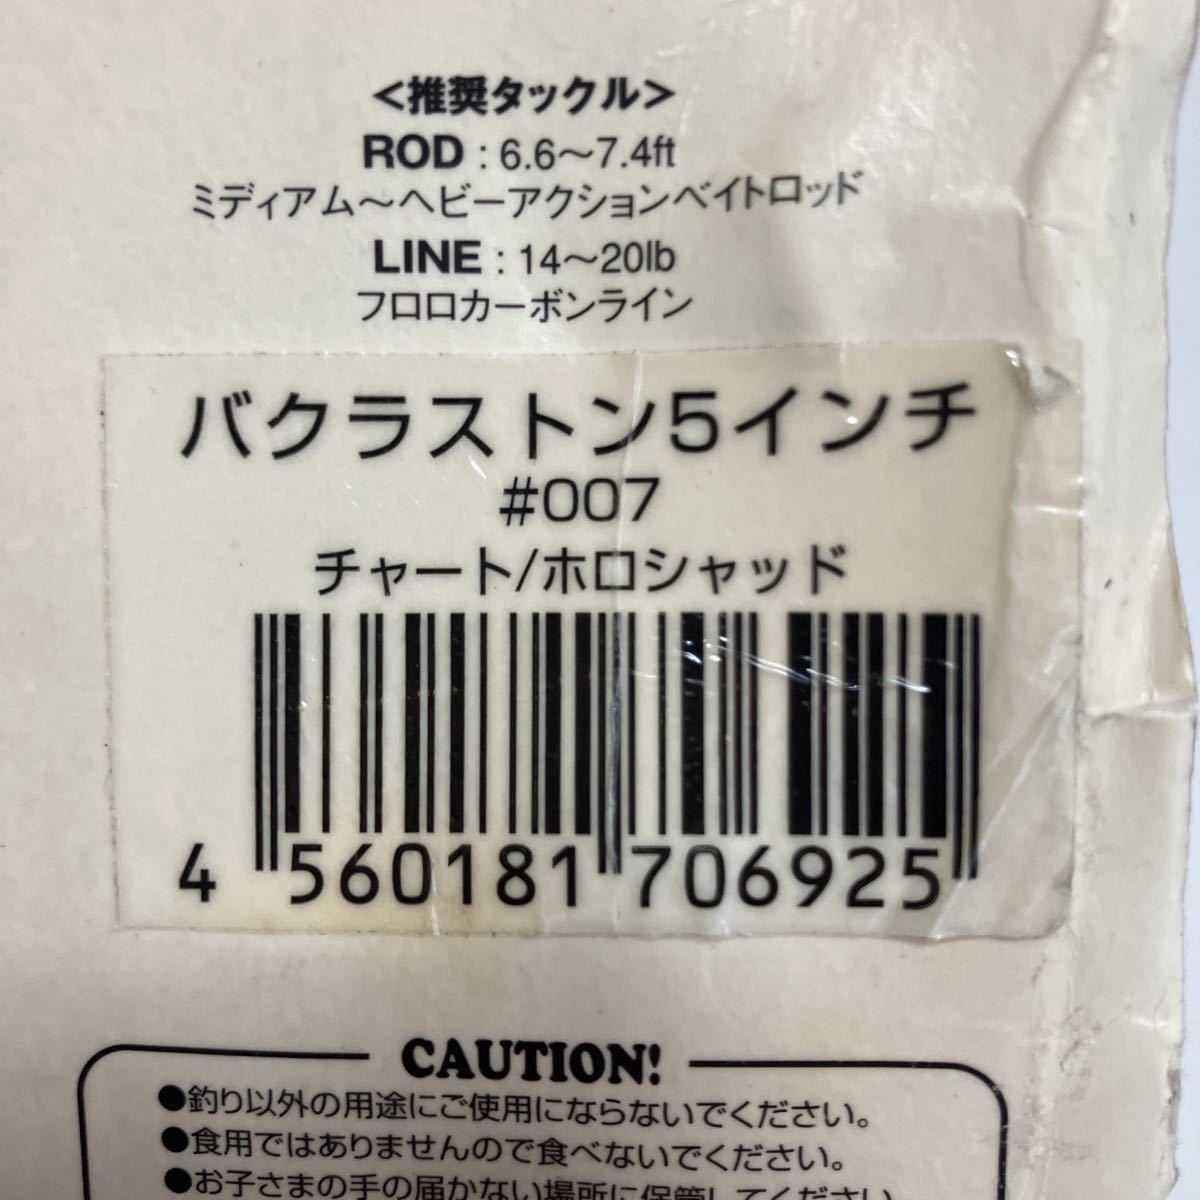 <推奨タックル>
ROD : 6.6～7.4ft
ミディアム～ヘビーアクションベイトロッド
LINE : 14～20lb
フロロカーボンライン
バクラストン5インチ
#007
チャート/ホロシャッド
4 560181 706925
CAUTION!
●釣り以外の用途にご使用にならないでください。
●食用ではありませんので食べないでください。
●お子さまの手の届かない場所に保管してください